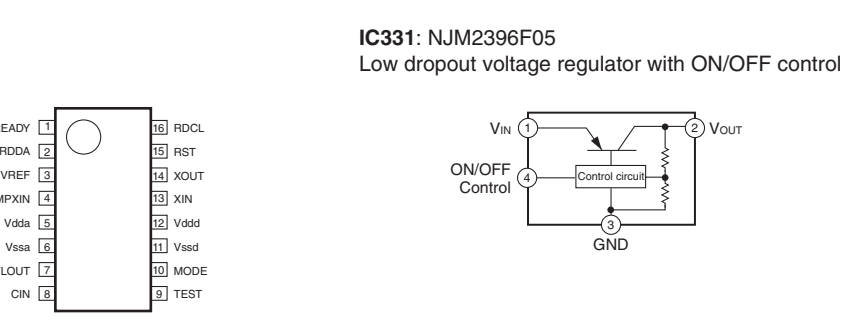 IC331: NJM2396F05
Low dropout voltage regulator with ON/OFF control
EADY 1
16 RDCL
RDDA 2
15 RST
VREF 3
14 XOUT
MPXIN 4
13 XIN
Vdda 5
12 Vddd
Vssa 6
11 Vssd
LOUT 7
10 MODE
CIN 8
9 TEST
VIN 1
2 VOUT
ON/OFF
Control
4
Control circuit
3
GND